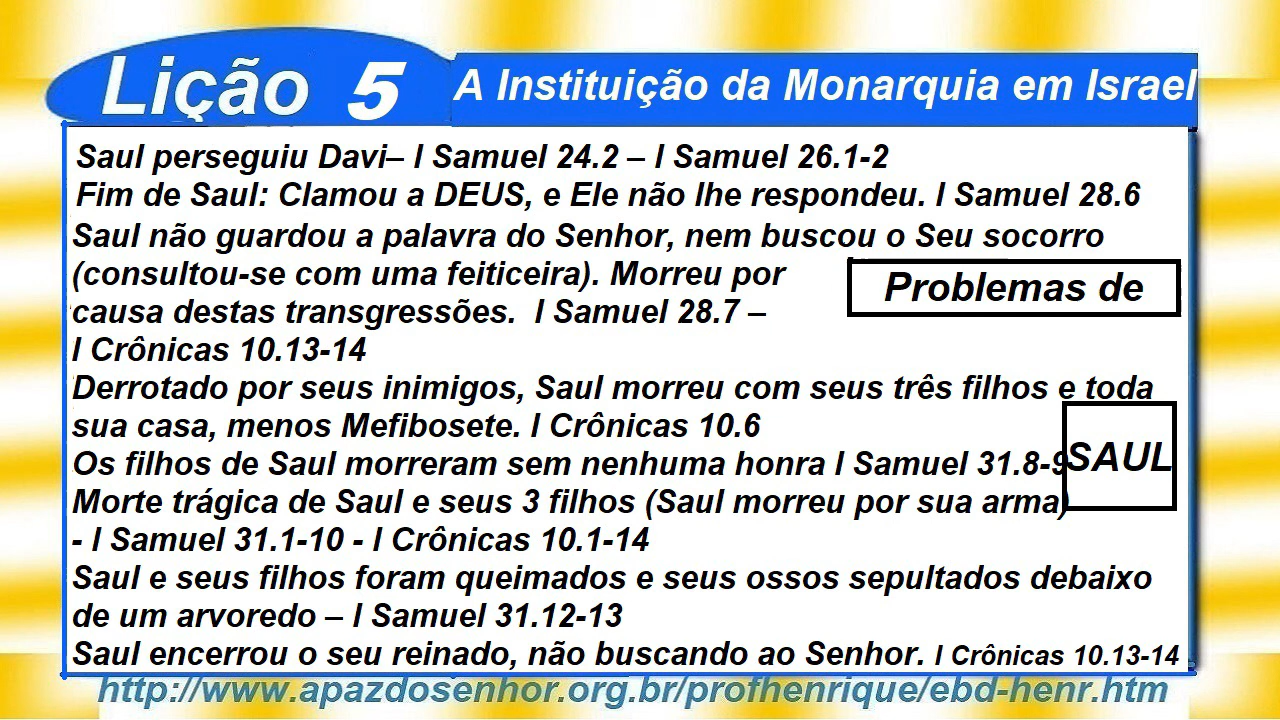 Lição 5
A Instituição da Monarquia em Israel
Saul perseguiu Davi– I Samuel 24.2 – I Samuel 26.1-2
Fim de Saul: Clamou a DEUS, e Ele não lhe respondeu. I Samuel 28.6
Saul não guardou a palavra do Senhor, nem buscou o Seu socorro
(consultou-se com uma feiticeira). Morreu por
causa destas transgressões. I Samuel 28.7 –
I Crônicas 10.13-14
Problemas de
Derrotado por seus inimigos, Saul morreu com seus três filhos e toda
sua casa, menos Mefibosete. I Crônicas 10.6
Os filhos de Saul morreram sem nenhuma honra I Samuel 31.8-9
SAUL
Morte trágica de Saul e seus 3 filhos (Saul morreu por sua arma)
- I Samuel 31.1-10 - I Crônicas 10.1-14
Saul e seus filhos foram queimados e seus ossos sepultados debaixo
de um arvoredo – I Samuel 31.12-13
Saul encerrou o seu reinado, não buscando ao Senhor. I Crônicas 10.13-14
http://www.apazdosenhor.org.br/profhenrique/ebd-henr.htm